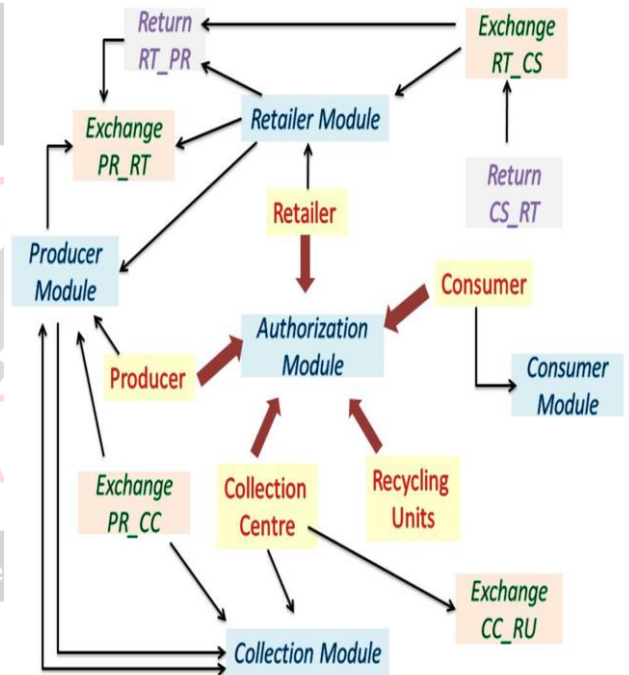 Return
RT_PR
Exchange
RT_CS
Exchange
PR_RT
Retailer Module
Return
CS_RT
Retailer
Producer
Module
Consumer
Authorization
Module
Producer
Consumer
Module
Exchange
PR_CC
Collection
Centre
Recycling
Units
Exchange
CC_RU
Collection Module